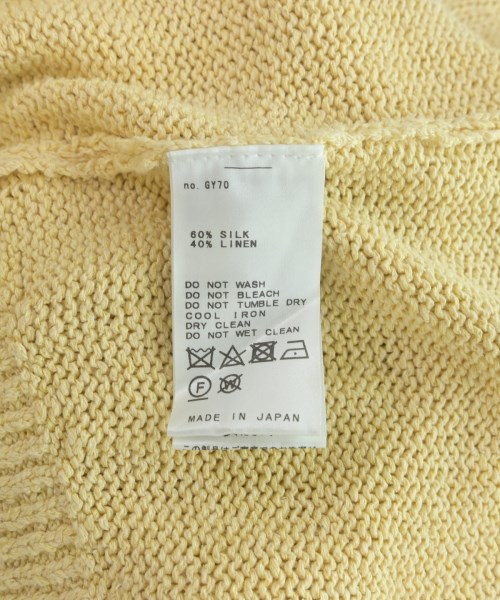 no. GY70
60% SILK
40% LINEN
DO NOT WASH
DO NOT BLEACH
DO NOT TUMBLE DRY
COOL IRON
DRY CLEAN
DO NOT WET CLEAN
F W
MADE IN JAPAN